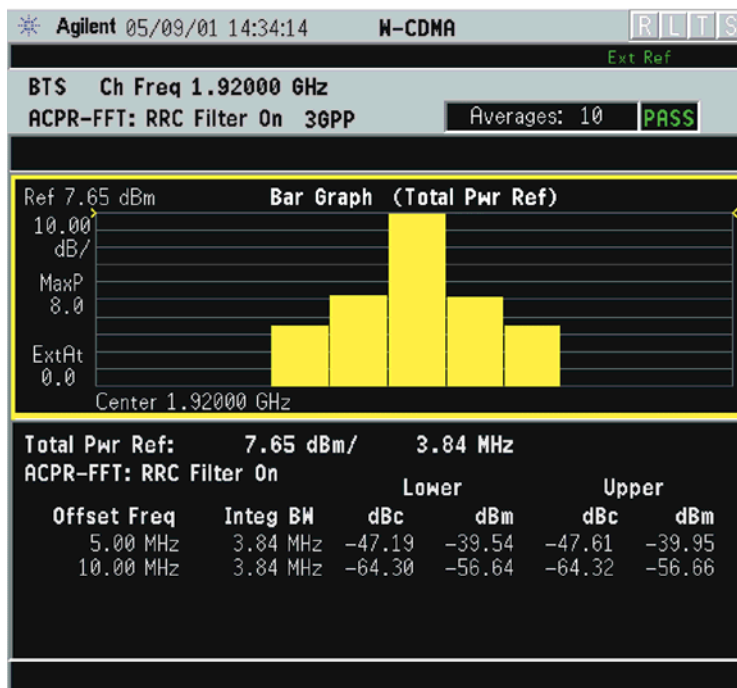 Agilent 05/09/01 14:34:14 W-CDMA R L T S
Ext Ref
BTS Ch Freq 1.92000 GHz
ACPR-FFT: RRC Filter On 3GPP Averages: 10 PASS
Ref 7.65 dBm Bar Graph (Total Pwr Ref)
10.00
dB/
MaxP
8.0
ExtAt
0.0
Center 1.92000 GHz
Total Pwr Ref: 7.65 dBm/ 3.84 MHz
ACPR-FFT: RRC Filter On
Lower Upper
Offset Freq Integ BW dBc dBm dBc dBm
5.00 MHz 3.84 MHz -47.19 -39.54 -47.61 -39.95
10.00 MHz 3.84 MHz -64.30 -56.64 -64.32 -56.66